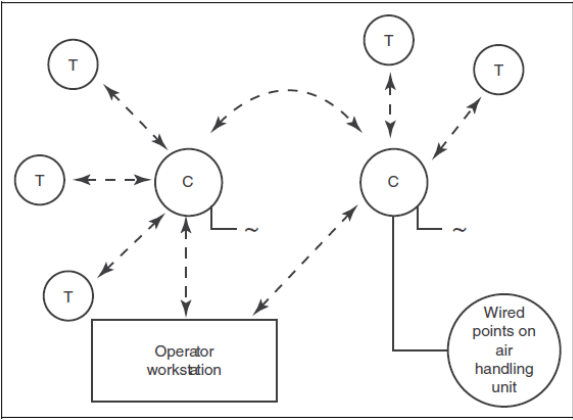 T
T
T
T
C
C
T
~
~
Wired
points on
air
handling
unit
Operator
workstation